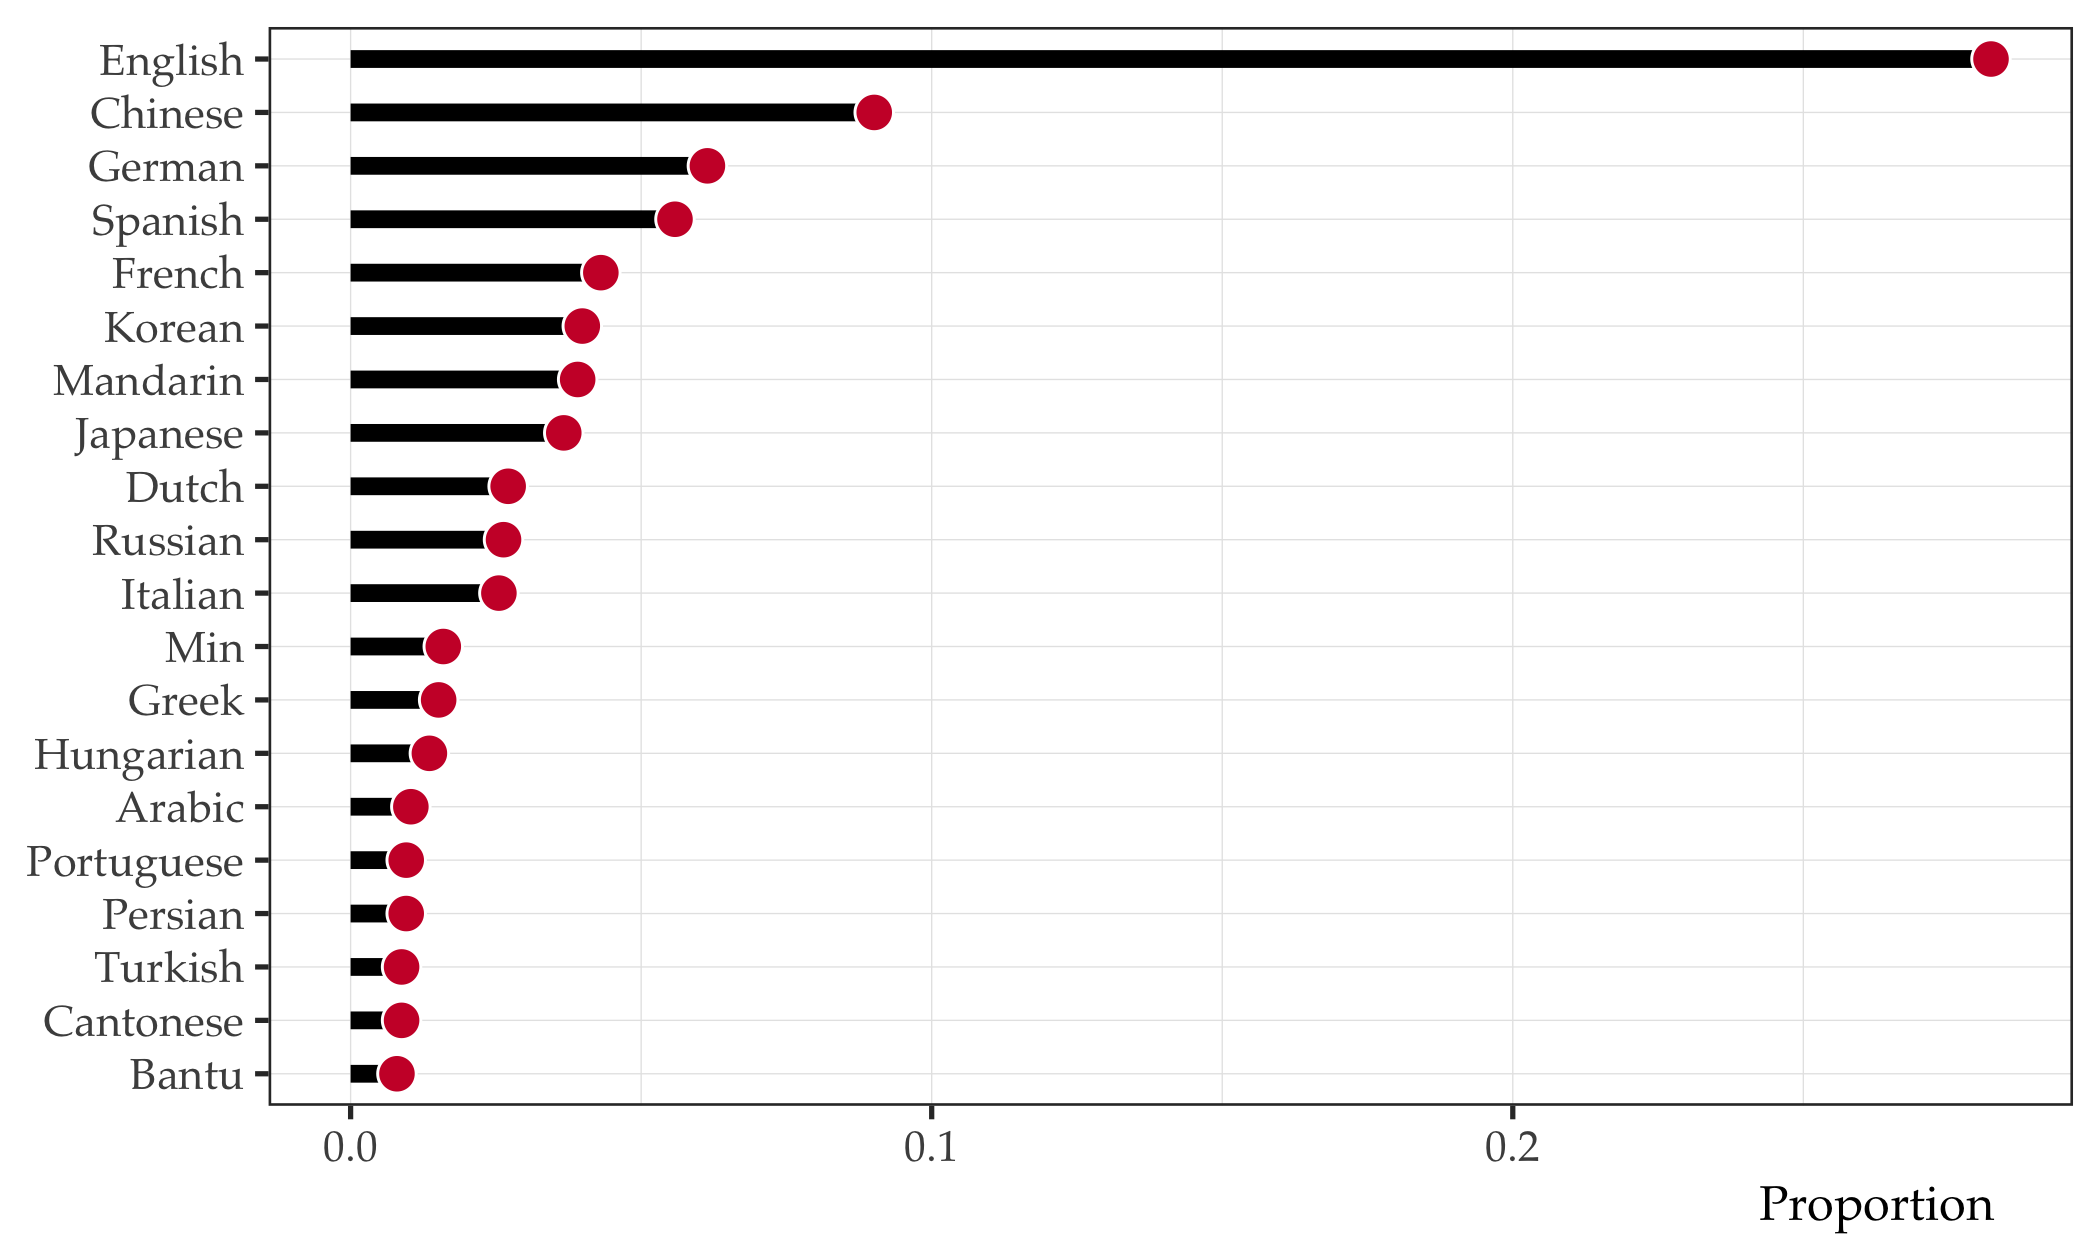 English
Chinese
German
Spanish
French
Korean
Mandarin
Japanese
Dutch
Russian
Italian
Min
Greek
Hungarian
Arabic
Portuguese
Persian
Turkish
Cantonese
Bantu
0.0 0.1 0.2
Proportion